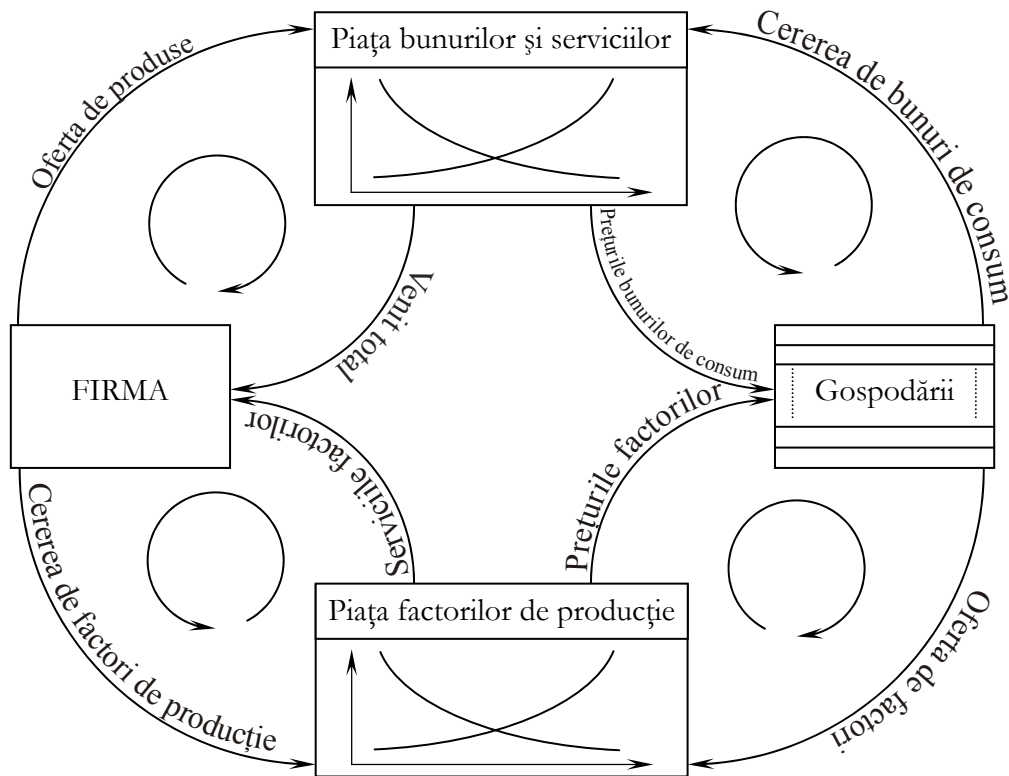 Piața bunurilor şi serviciilor
Oferta de produse
Cererea de bunuri de consum
Venit total
Prețurile bunurilor de consum
FIRMA
Gospodării
Serviciile factorilor
Prețurile factorilor
Cererea de factori de producție
Piața factorilor de producție
Oferta de factori